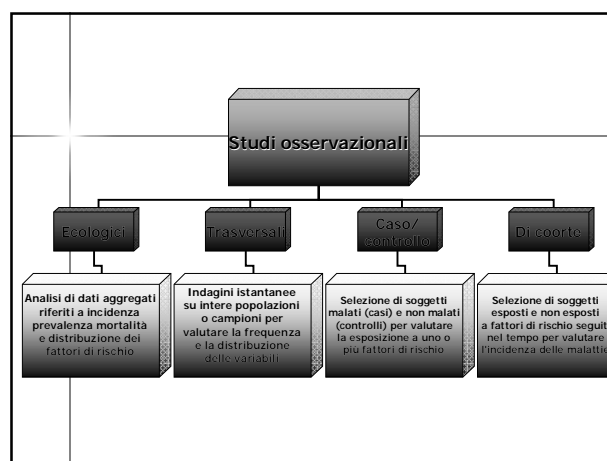 Studi osservazionali
Ecologici
Trasversali
Caso/
controllo
Di coorte
Analisi di dati aggregati
riferiti a incidenza
prevalenza mortalità
e distribuzione dei
fattori di rischio
Indagini istantanee
su intere popolazioni
o campioni per
valutare la frequenza
e la distribuzione
delle variabili
Selezione di soggetti
malati (casi) e non malati
(controlli) per valutare
la esposizione a uno o
più fattori di rischio
Selezione di soggetti
esposti e non esposti
a fattori di rischio seguit
nel tempo per valutare
l'incidenza delle malattie